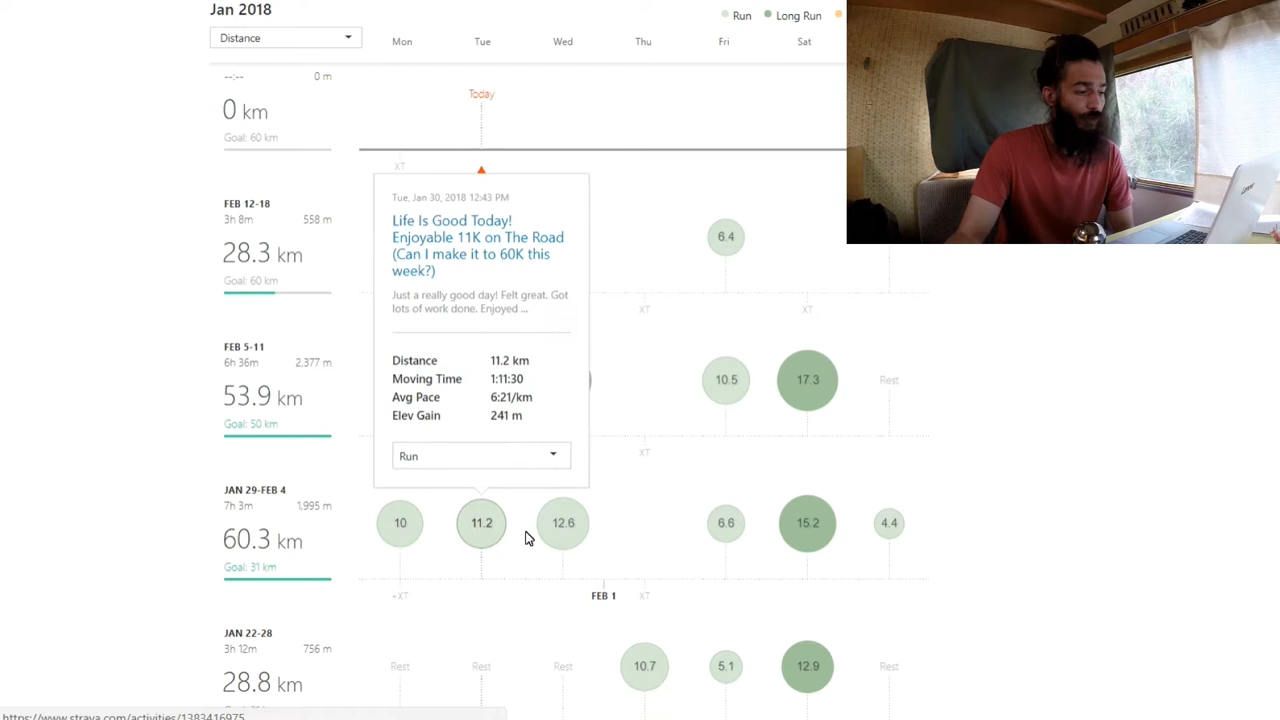 Jan 2018
Run
Long Run
Distance
Mon
Tue
Wed
Thu
Fri
Sat
--:--
0 m
0 km
Goal: 60 km
Today
XT
FEB 12-18
3h 8m
558 m
28.3 km
Goal: 60 km
6.4
XT
XT
Tue, Jan 30, 2018 12:43 PM
Life Is Good Today!
Enjoyable 11K on The Road
(Can I make it to 60K this
week?)
Just a really good day! Felt great. Got
lots of work done. Enjoyed ...
Distance 11.2 km
Moving Time 1:11:30
Avg Pace 6:21/km
Elev Gain 241 m
Run
FEB 5-11
6h 36m
2,377 m
53.9 km
Goal: 50 km
10.5
17.3
Rest
XT
JAN 29-FEB 4
7h 3m
1,995 m
60.3 km
Goal: 31 km
10
11.2
12.6
6.6
15.2
4.4
+XT
FEB 1
XT
JAN 22-28
3h 12m
756 m
28.8 km
Rest
Rest
Rest
10.7
5.1
12.9
Rest
https://www.strava.com/activities/1383416975
Lenovo